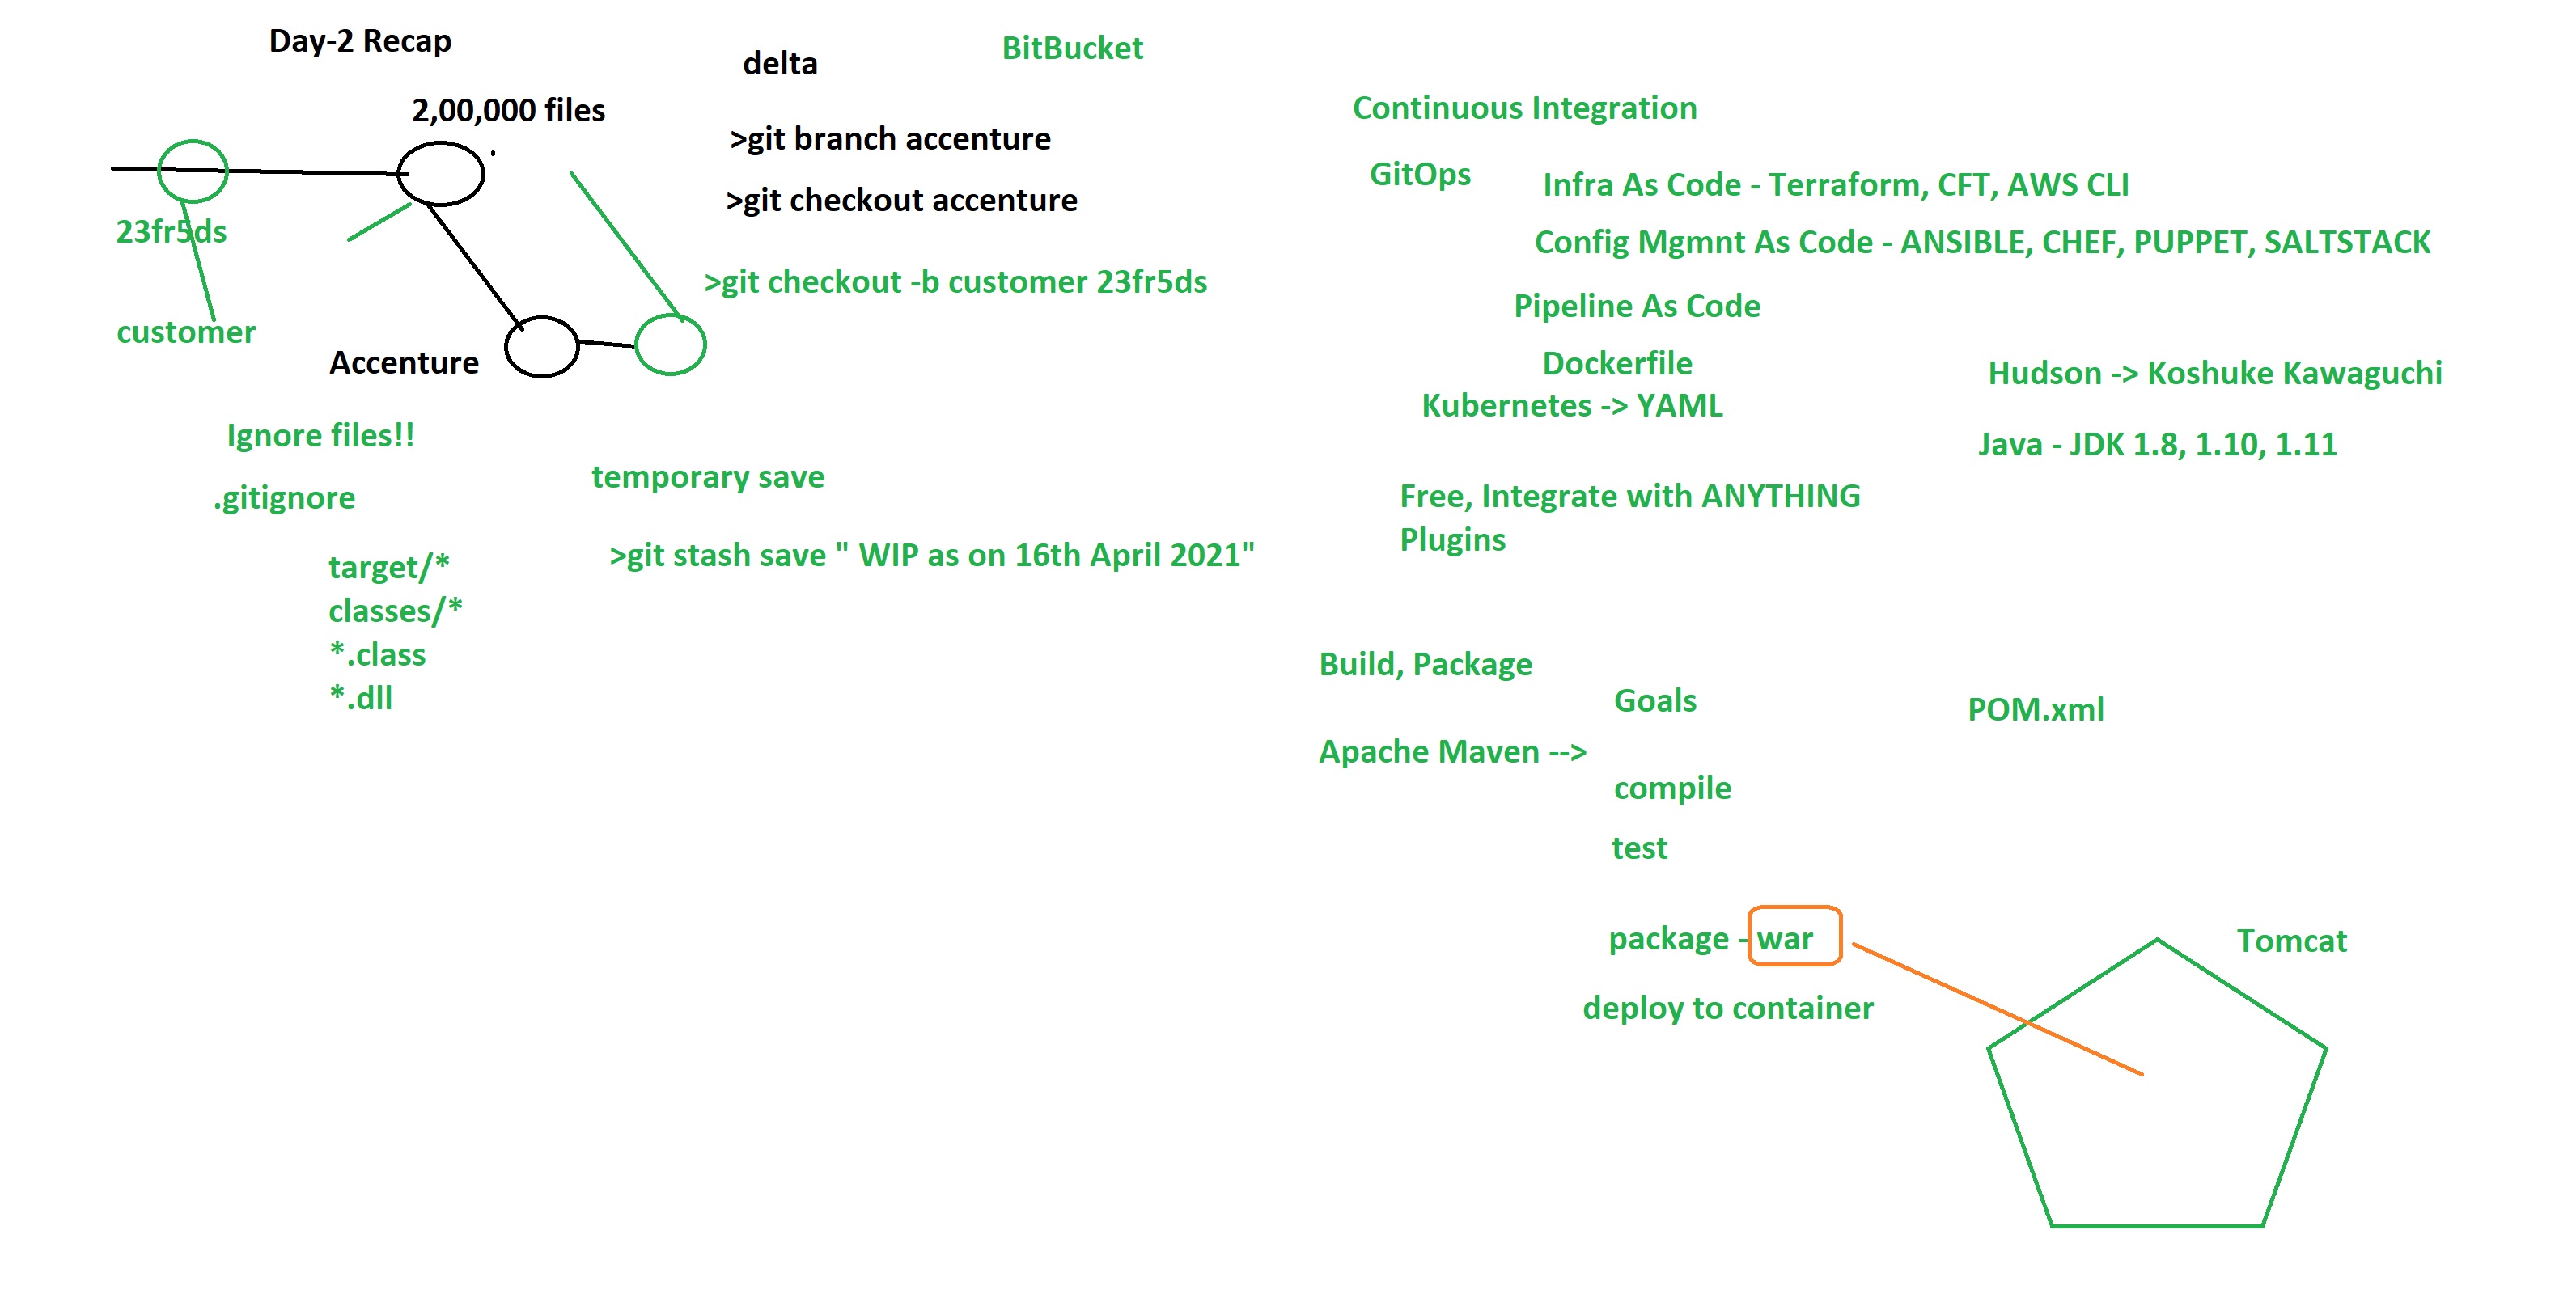 Day-2 Recap
2,00,000 files
23fr5ds
customer
Accenture
delta
BitBucket
>git branch accenture
>git checkout accenture
>git checkout -b customer 23fr5ds
Ignore files!!
.gitignore
target/*
classes/*
*.class
*.dll
temporary save
>git stash save " WIP as on 16th April 2021"
Continuous Integration
GitOps
Infra As Code - Terraform, CFT, AWS CLI
Config Mgmnt As Code - ANSIBLE, CHEF, PUPPET, SALTSTACK
Pipeline As Code
Dockerfile
Kubernetes -> YAML
Hudson -> Koshuke Kawaguchi
Java - JDK 1.8, 1.10, 1.11
Free, Integrate with ANYTHING
Plugins
Build, Package
Goals
POM.xml
Apache Maven -->
compile
test
package - war
Tomcat
deploy to container